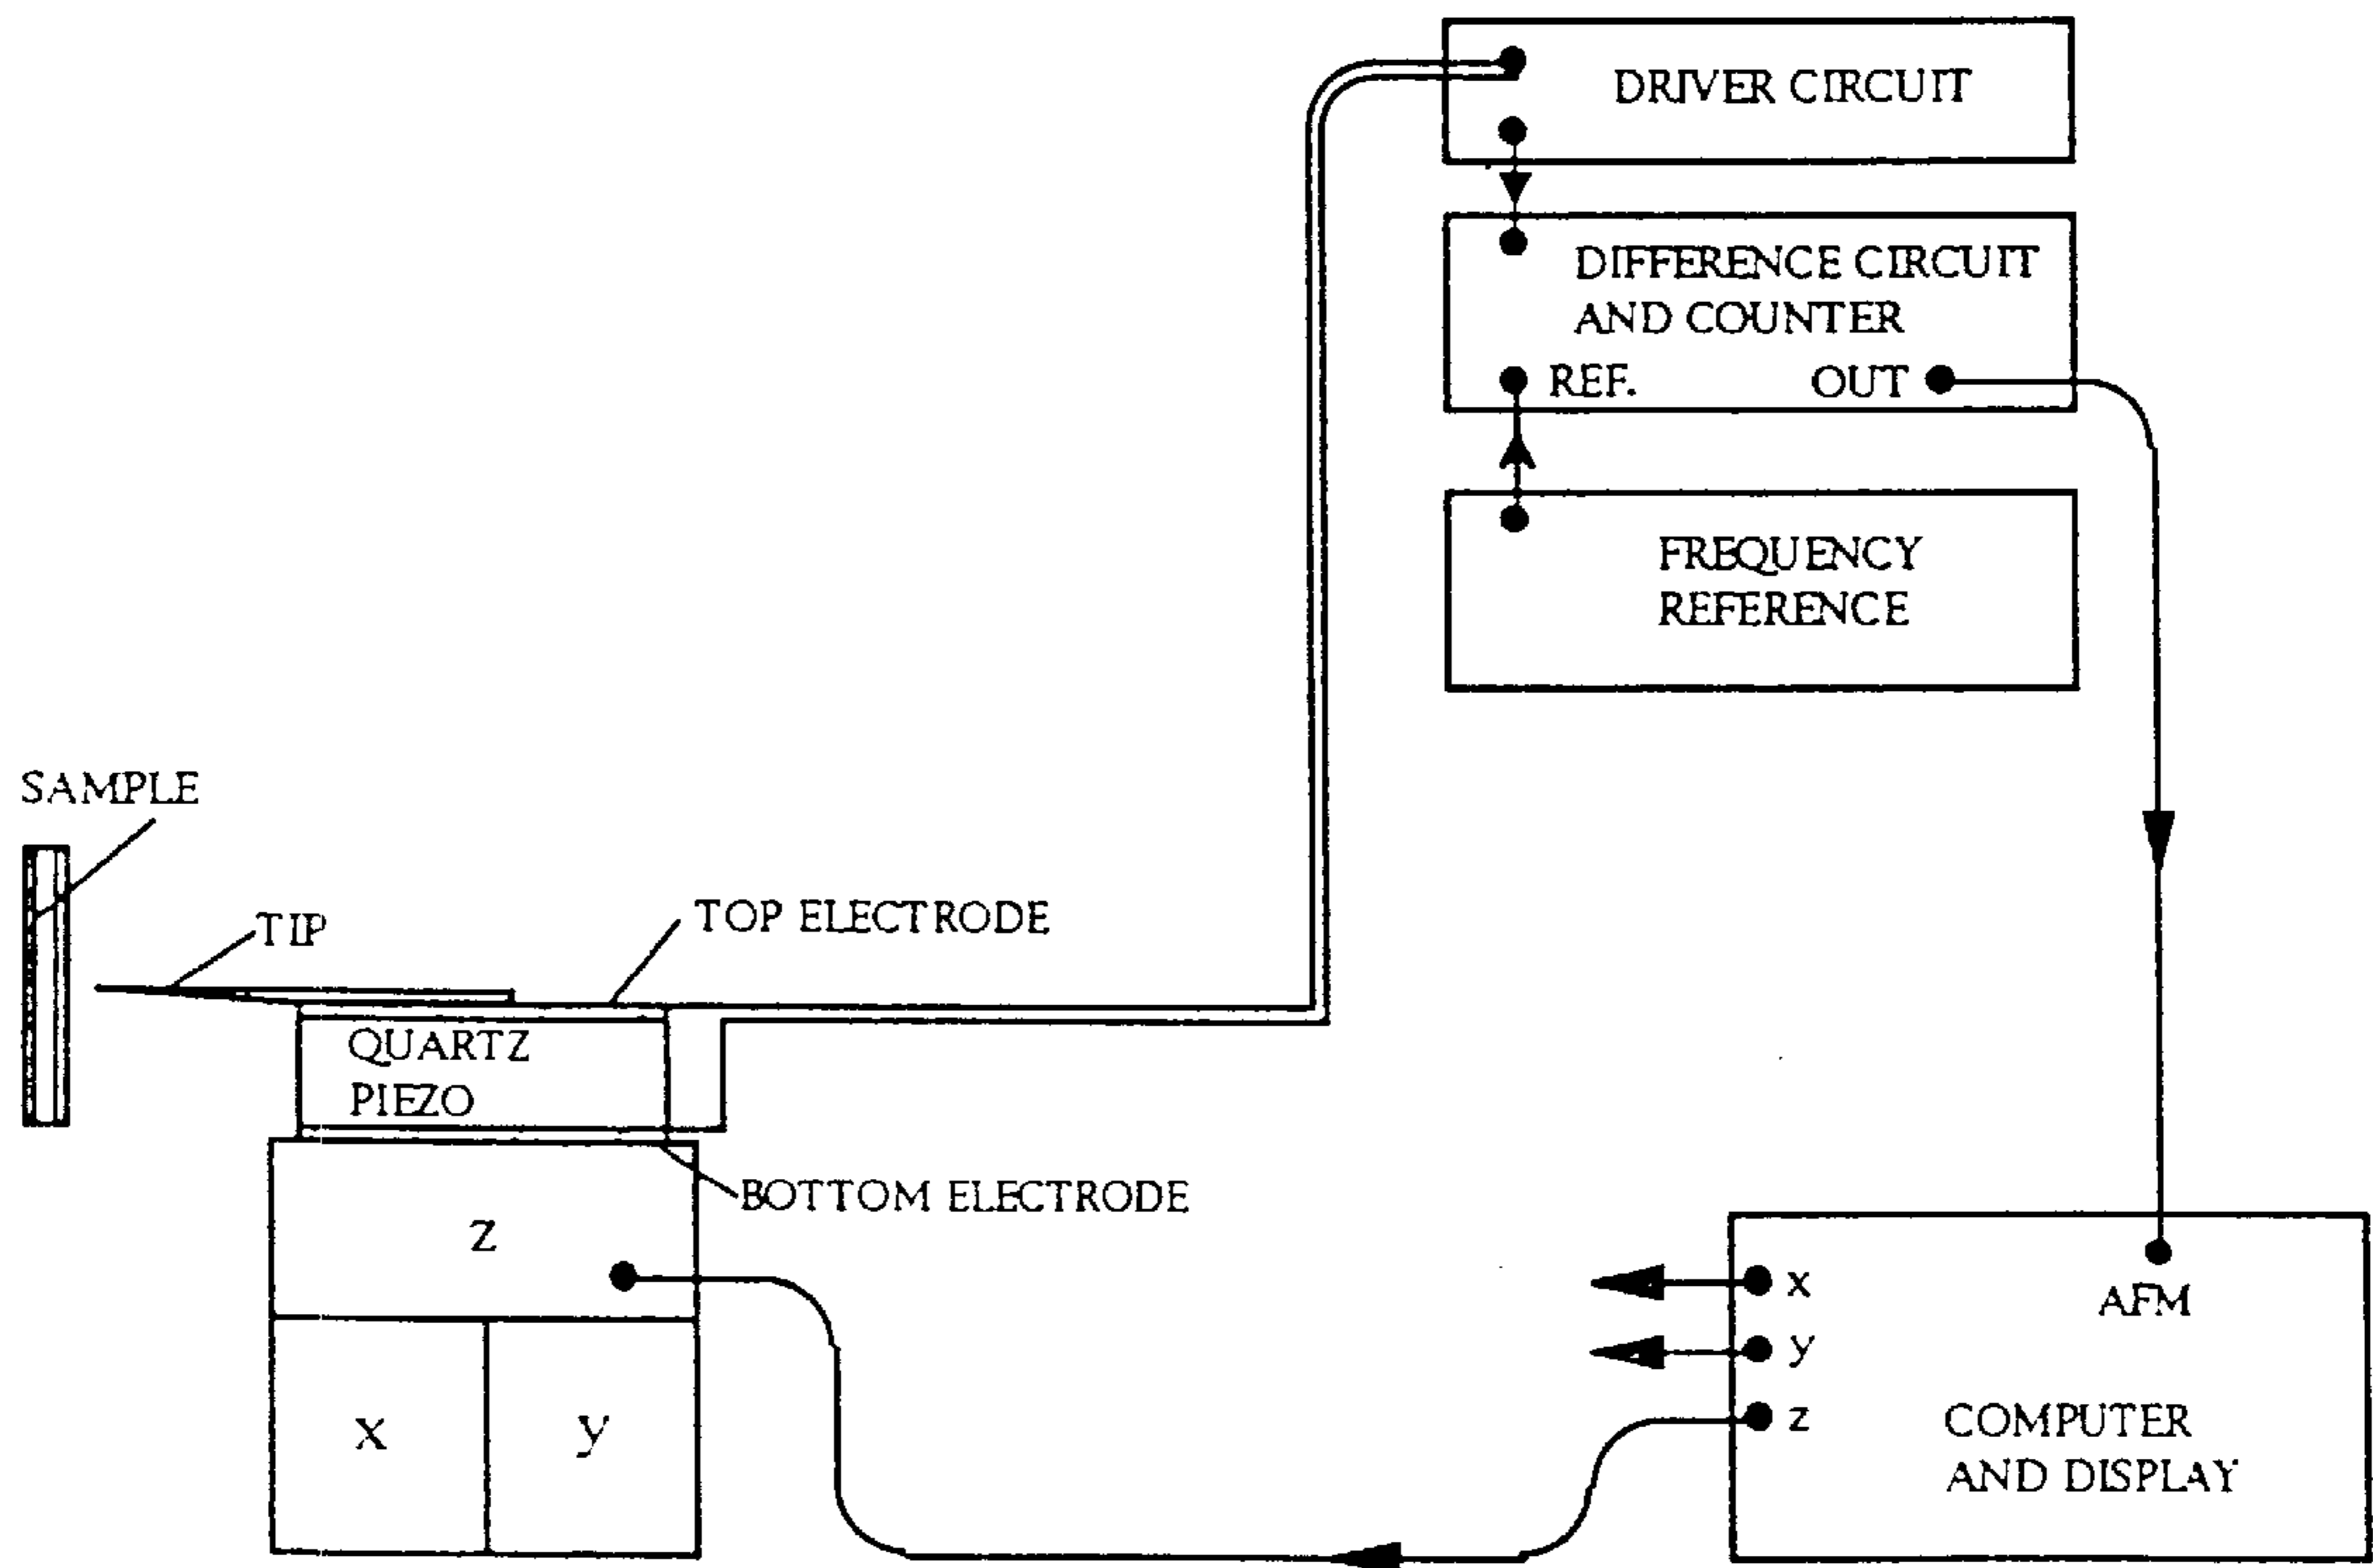 DRIVER CIRCUIT
DIFFERENCE CIRCUIT
AND COUNTER
REF. OUT
FREQUENCY
REFERENCE
SAMPLE
TIP
TOP ELECTRODE
QUARTZ
PIEZO
BOTTOM ELECTRODE
z
x y
x
y
z
AFM
COMPUTER
AND DISPLAY